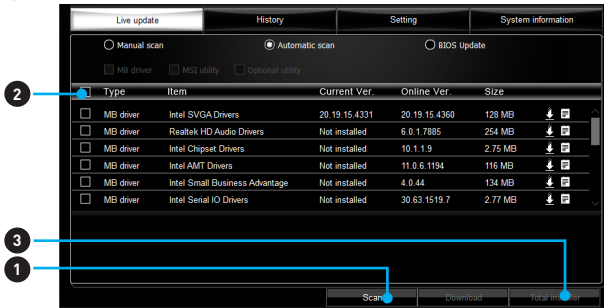 Live update History Setting System information
Manual scan Automatic scan BIOS Update
MB driver MSI utility Optional utility
2
Type Item Current Ver. Online Ver. Size
MB driver Intel SVGA Drivers 20.19.15.4331 20.19.15.4360 128 MB
MB driver Realtek HD Audio Drivers Not installed 6.0.1.7885 254 MB
MB driver Intel Chipset Drivers Not installed 10.1.1.9 2.75 MB
MB driver Intel AMT Drivers Not installed 11.0.6.1194 116 MB
MB driver Intel Small Business Advantage Not installed 4.0.44 134 MB
MB driver Intel Serial IO Drivers Not installed 30.63.1519.7 2.77 MB
3
1
Scan Download Total installer